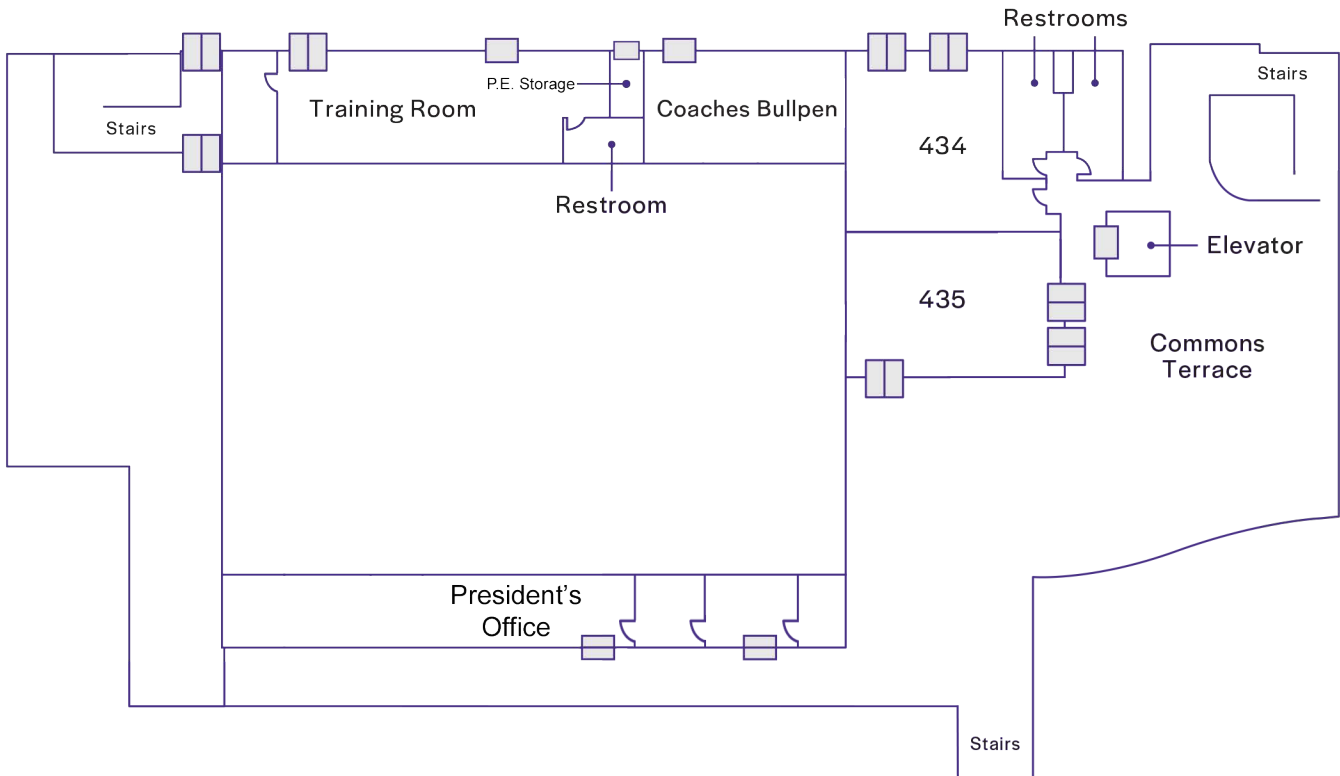 Restrooms
Stairs
P.E. Storage
Training Room
Coaches Bullpen
Stairs
434
Restroom
Elevator
435
Commons
Terrace
President's
Office
Stairs